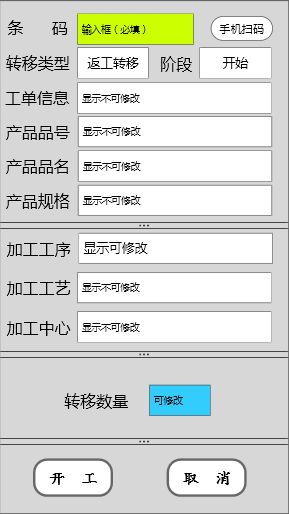 条 码 输入框（必填） 手机扫码
转移类型 返工转移 阶段 开始
工单信息 显示不可修改
产品品号 显示不可修改
产品品名 显示不可修改
产品规格 显示不可修改
加工工序 显示可修改
加工工艺 显示不可修改
加工中心 显示不可修改
转移数量 可修改
开 工 取 消